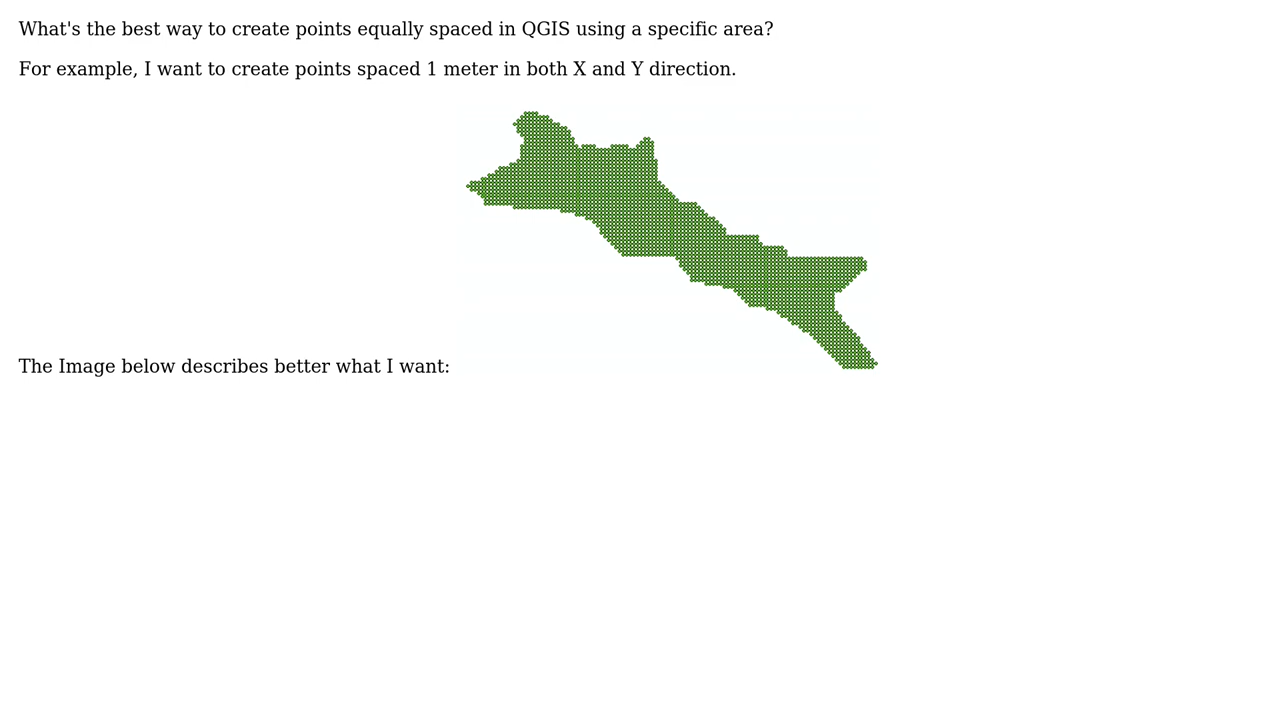 What's the best way to create points equally spaced in QGIS using a specific area?
For example, I want to create points spaced 1 meter in both X and Y direction.
The Image below describes better what I want: